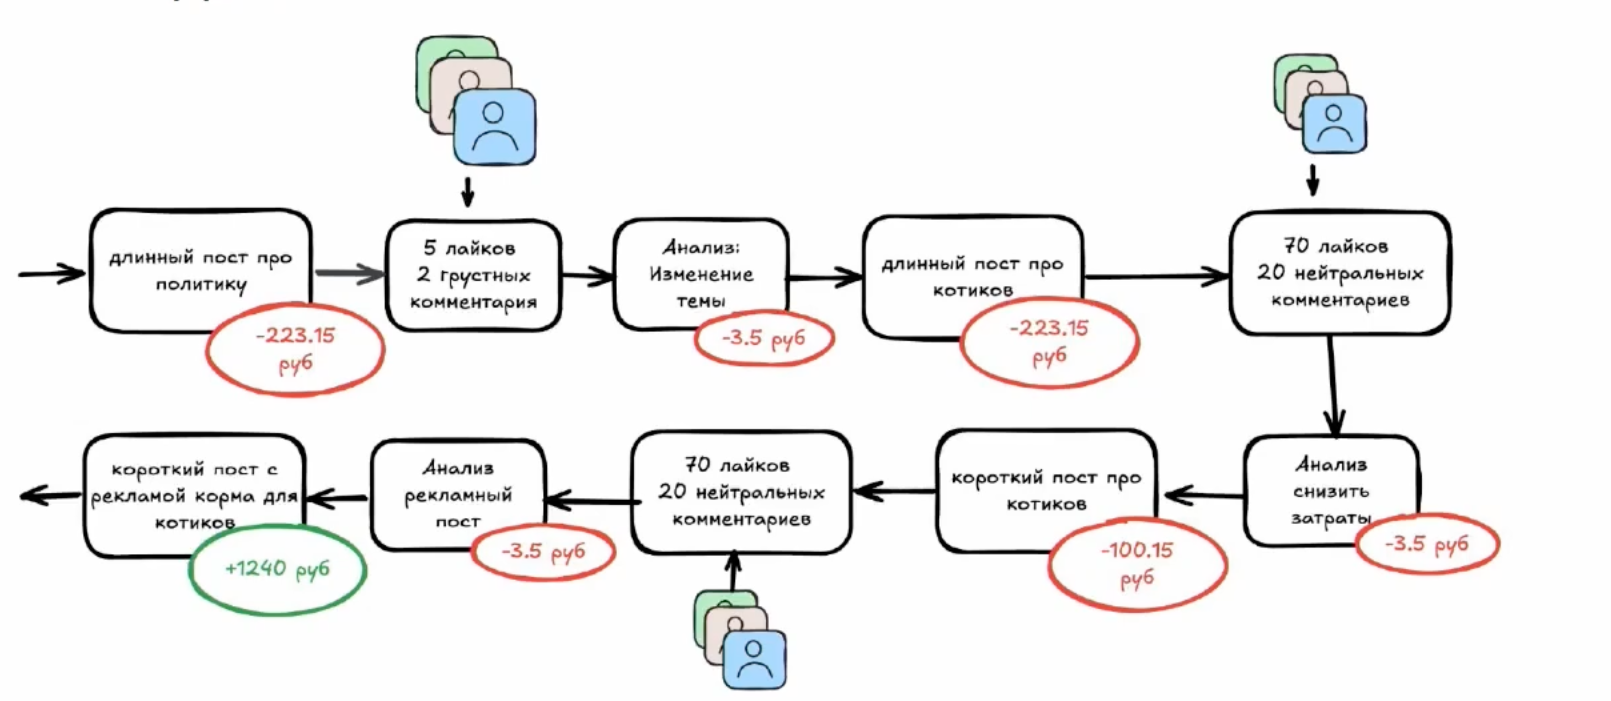 длинный пост про
политику
-223.15
руб
5 лайков
2 грустных
комментария
Анализ:
Изменение
темы
-3.5 руб
длинный пост про
котиков
-223.15
руб
70 лайков
20 нейтральных
комментариев
Анализ
снизить
затраты
-3.5 руб
короткий пост про
котиков
-100.15
руб
70 лайков
20 нейтральных
комментариев
Анализ
рекламный
пост
-3.5 руб
короткий пост с
рекламой корма для
котиков
+1240 руб